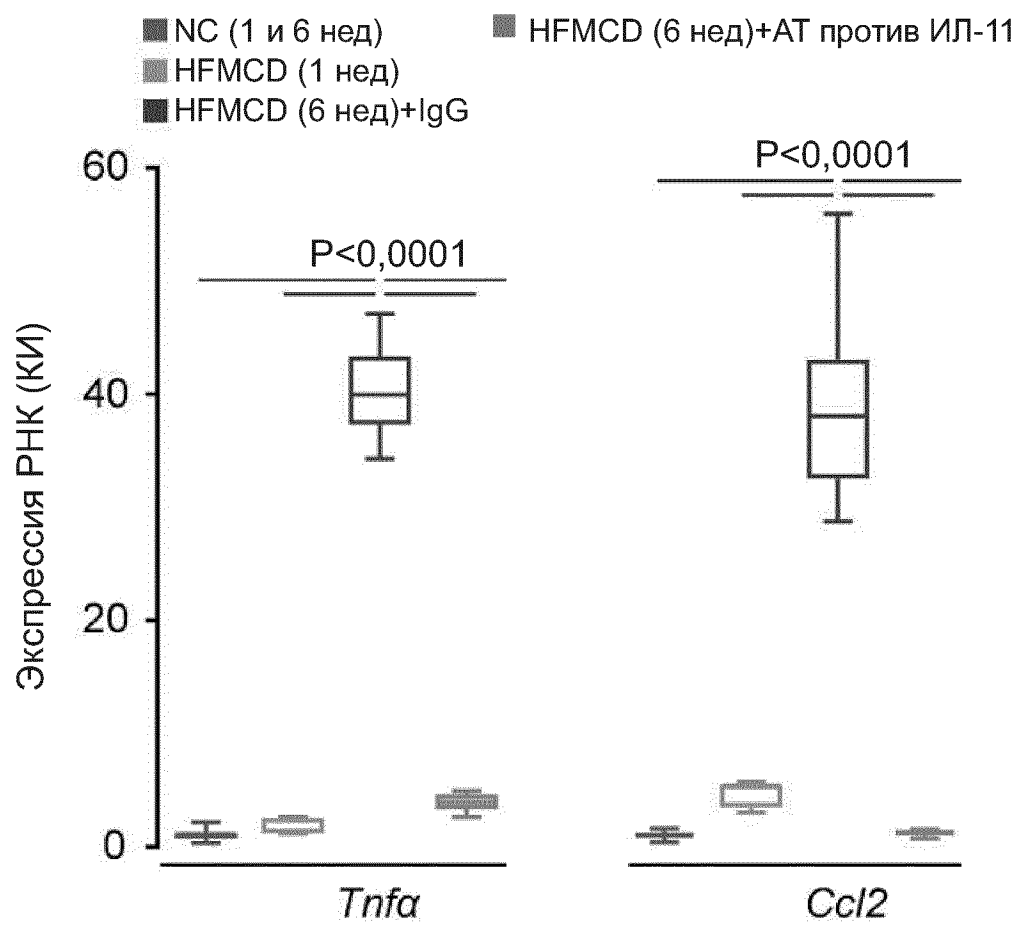 NC (1 и 6 нед)
HFMCD (6 нед)+АТ против ИЛ-11
HFMCD (1 нед)
HFMCD (6 нед)+IgG
P<0,0001
P<0,0001
60
40
20
0
Экспрессия РНК (КИ)
Tnfα
Ccl2